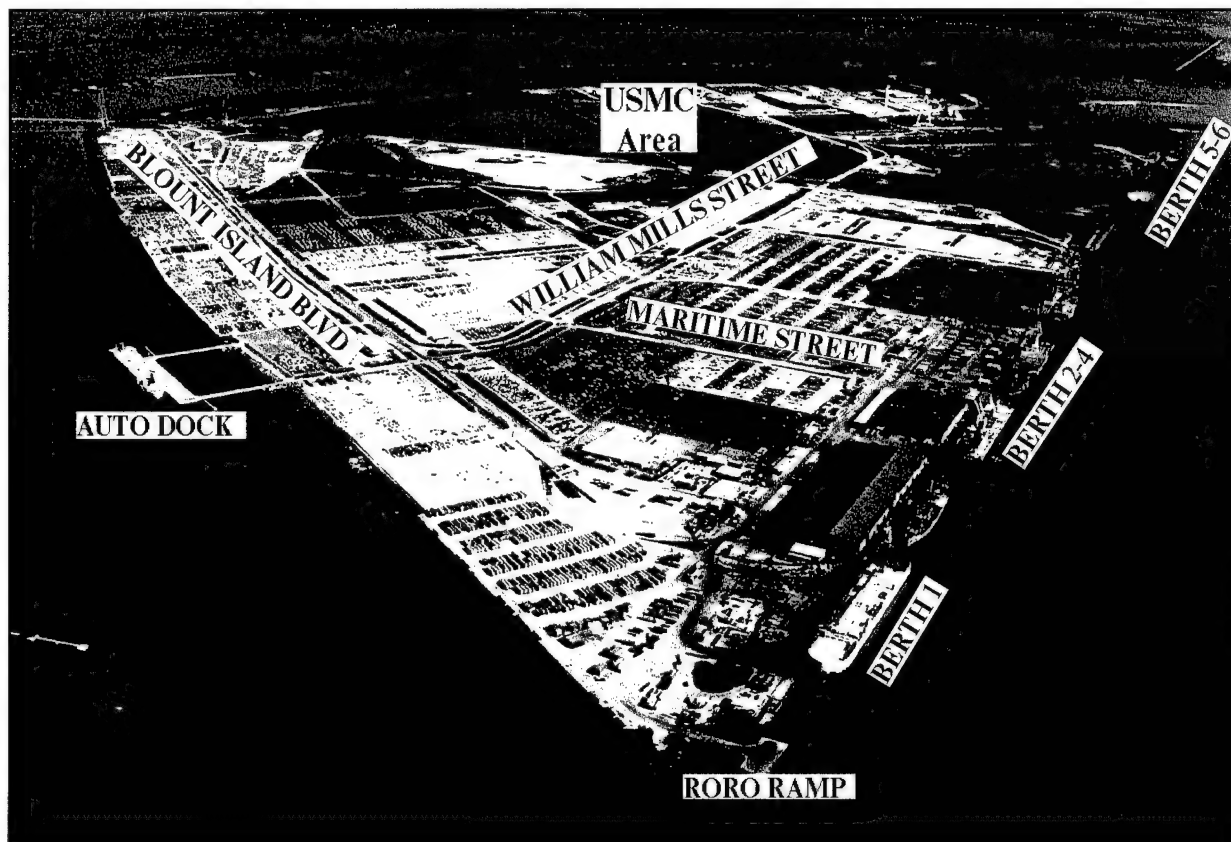 USMC
Area
BERTH 5-6
BLOUNT ISLAND BLVD
WILLIAM MILLS STREET
MARITIME STREET
BERTH 2-4
AUTO DOCK
BERTH 1
RORO RAMP